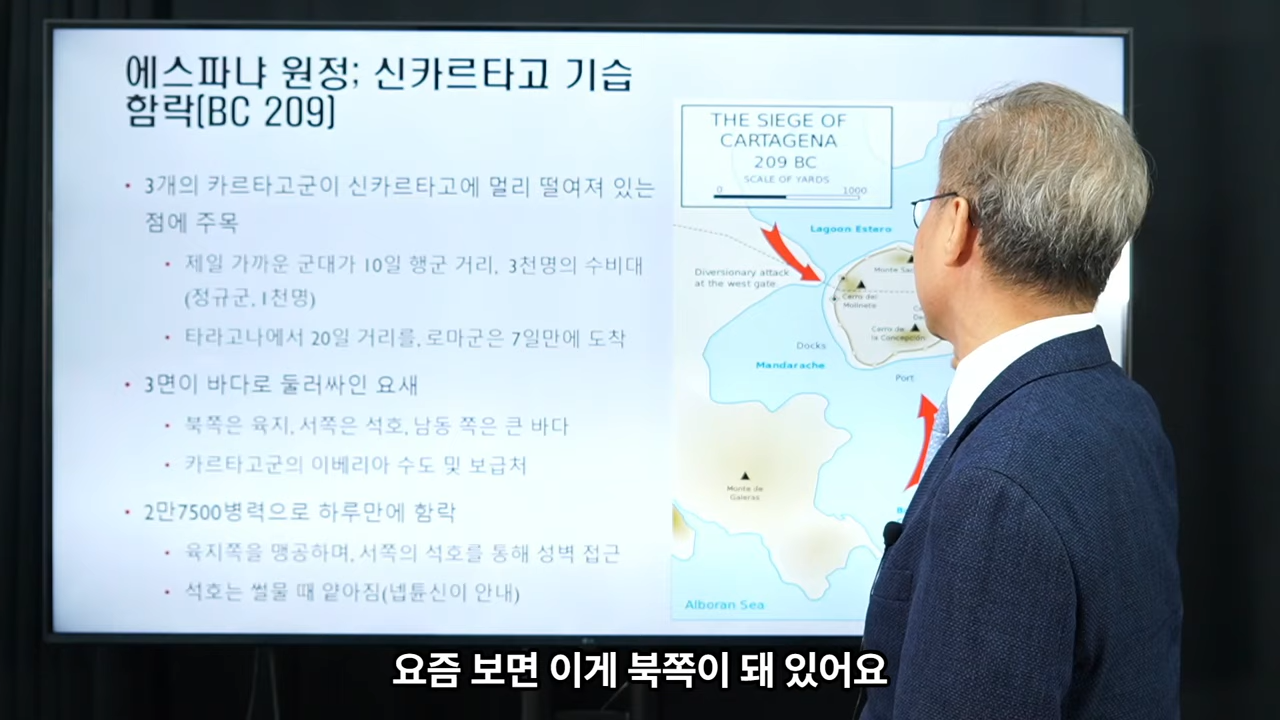 에스파냐 원정; 신카르타고 기습
함락(BC 209)
• 3개의 카르타고군이 신카르타고에 멀리 떨여져 있는
점에 주목
• 제일 가까운 군대가 10일 행군 거리, 3천명의 수비대
(정규군, 1천명)
• 타라고나에서 20일 거리를, 로마군은 7일만에 도착
• 3면이 바다로 둘러싸인 요새
• 북쪽은 육지, 서쪽은 석호, 남동 쪽은 큰 바다
• 카르타고군의 이베리아 수도 및 보급처
• 2만7500병력으로 하루만에 함락
• 육지쪽을 맹공하며, 서쪽의 석호를 통해 성벽 접근
• 석호는 썰물 때 얕아짐(넵튠신이 안내)
THE SIEGE OF
CARTAGENA
209 BC
SCALE OF YARDS
0 1000
Lagoon Estero
Diversionary attack
at the west gate
Monte
Cerro del
Molinete
Cerro de
la Concepción
Docks
Mandarache
Port
Monte de
Galeras
Alboran Sea
LG
요즘 보면 이게 북쪽이 돼 있어요